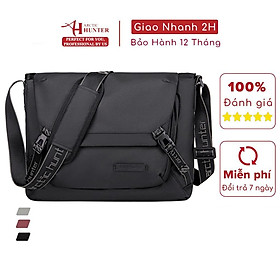 ARCTIC
HUNTER
PERFECT FOR YOU,
PROFESSIONAL BY US
Giao Nhanh 2H
Bảo Hành 12 Tháng
100%
Đánh giá
Miễn phí
Đổi trả 7 ngày